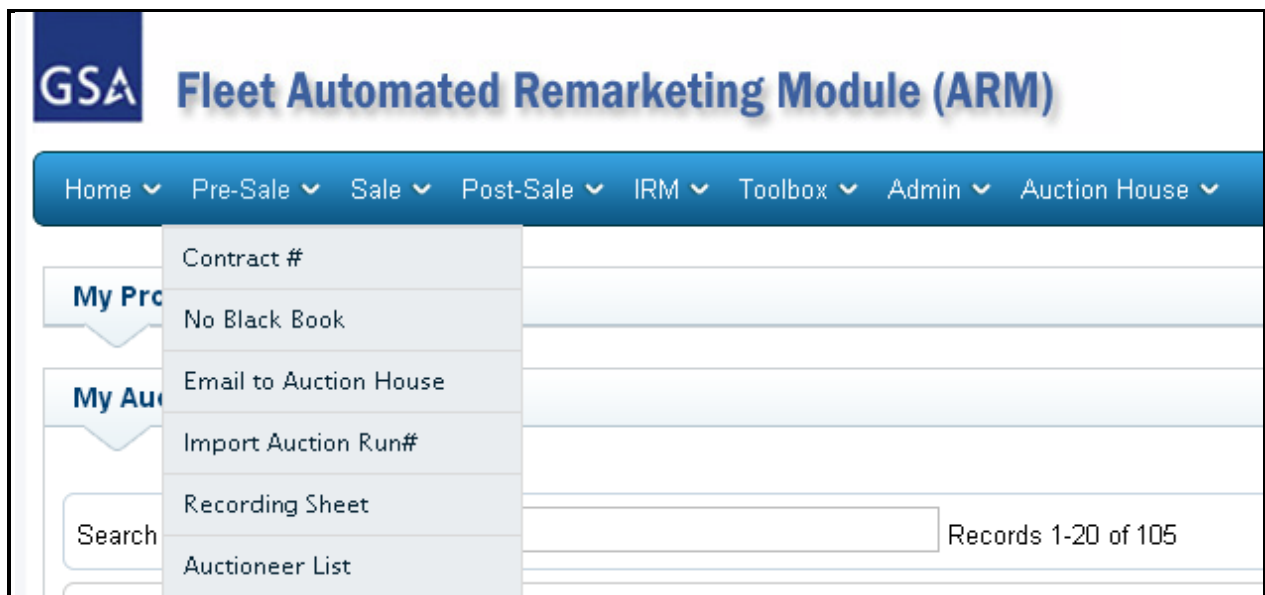 GSA
Fleet Automated Remarketing Module (ARM)
Home Pre-Sale Sale Post-Sale IRM Toolbox Admin Auction House
Contract #
My Pro
No Black Book
Email to Auction House
My Au
Import Auction Run#
Recording Sheet
Search Records 1-20 of 105
Auctioneer List